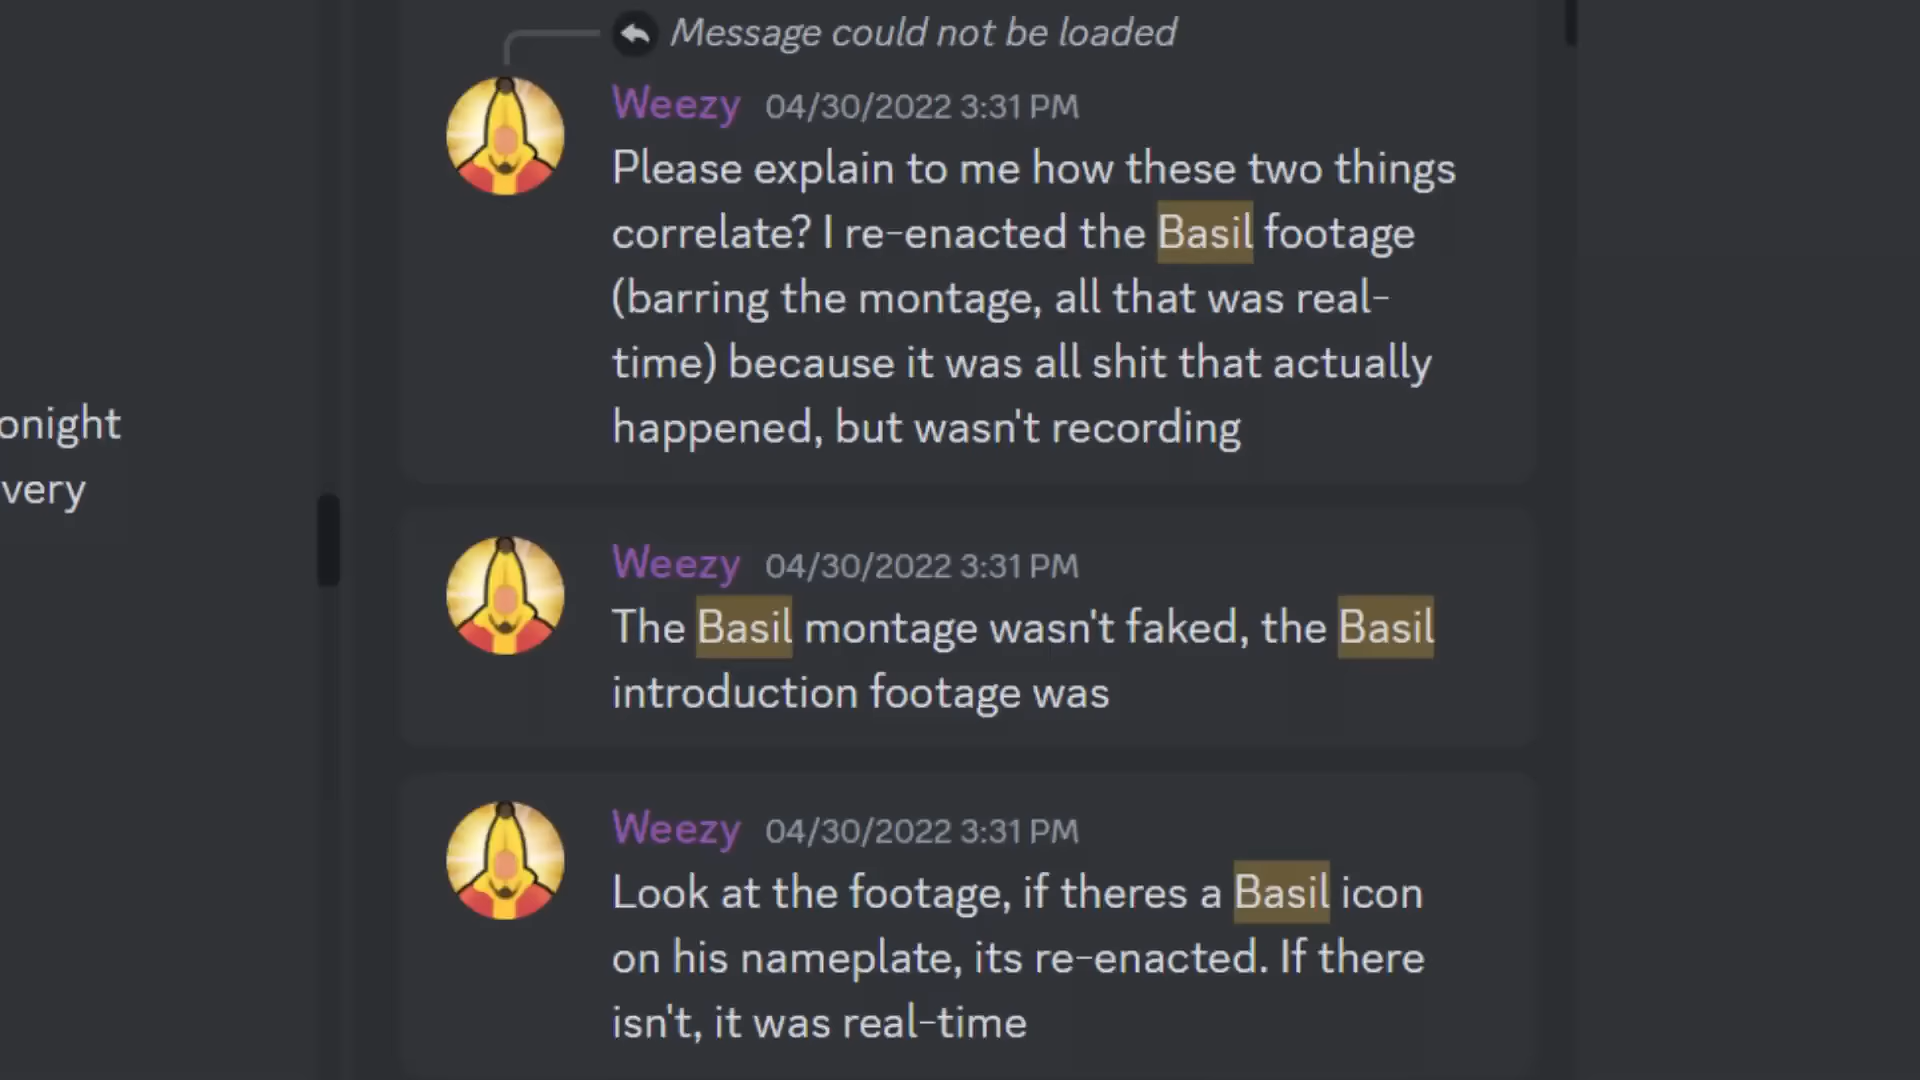 Message could not be loaded
Weezy 04/30/2022 3:31 PM
Please explain to me how these two things
correlate? I re-enacted the Basil footage
(barring the montage, all that was real-
time) because it was all shit that actually
happened, but wasn't recording
onight
very
Weezy 04/30/2022 3:31 PM
The Basil montage wasn't faked, the Basil
introduction footage was
Weezy 04/30/2022 3:31 PM
Look at the footage, if theres a Basil icon
on his nameplate, its re-enacted. If there
isn't, it was real-time